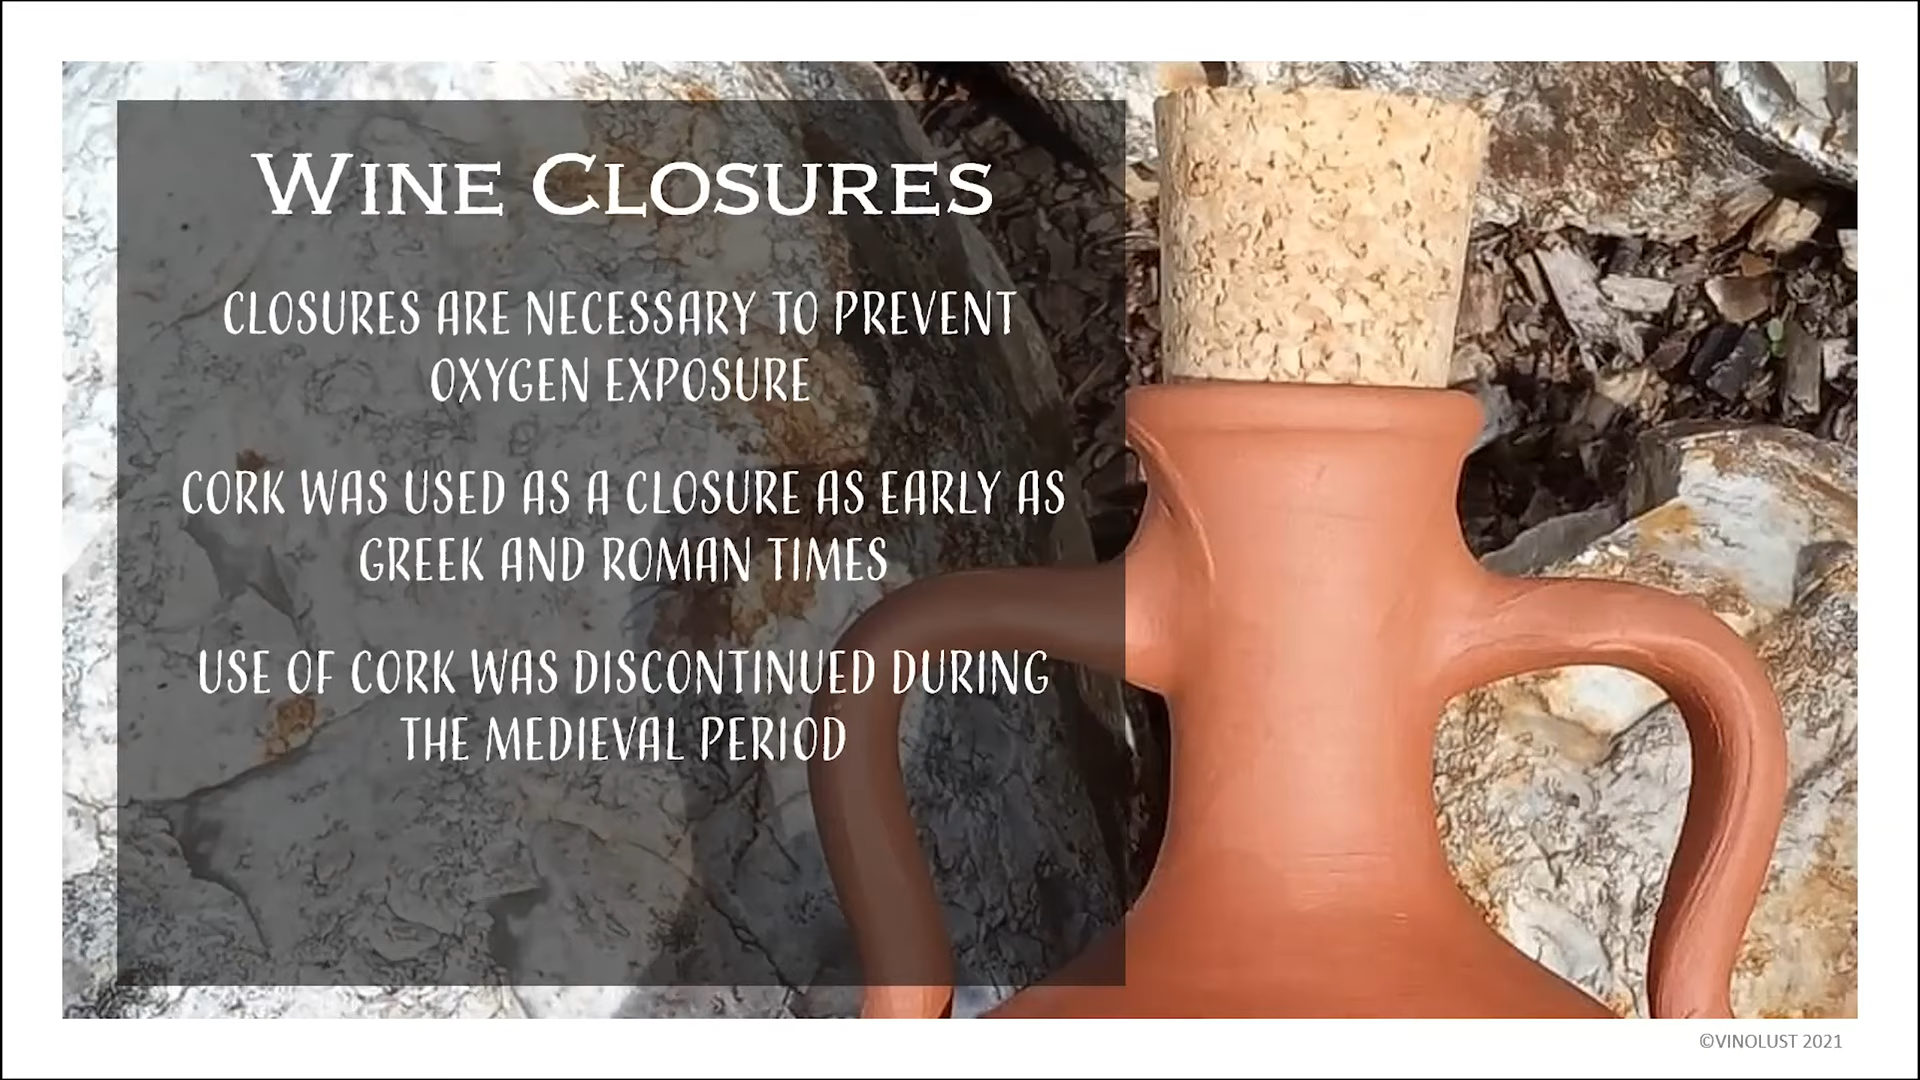 Wine Closures
CLOSURES ARE NECESSARY TO PREVENT
OXYGEN EXPOSURE
CORK WAS USED AS A CLOSURE AS EARLY AS
GREEK AND ROMAN TIMES
USE OF CORK WAS DISCONTINUED DURING
THE MEDIEVAL PERIOD
©VINOLUST 2021